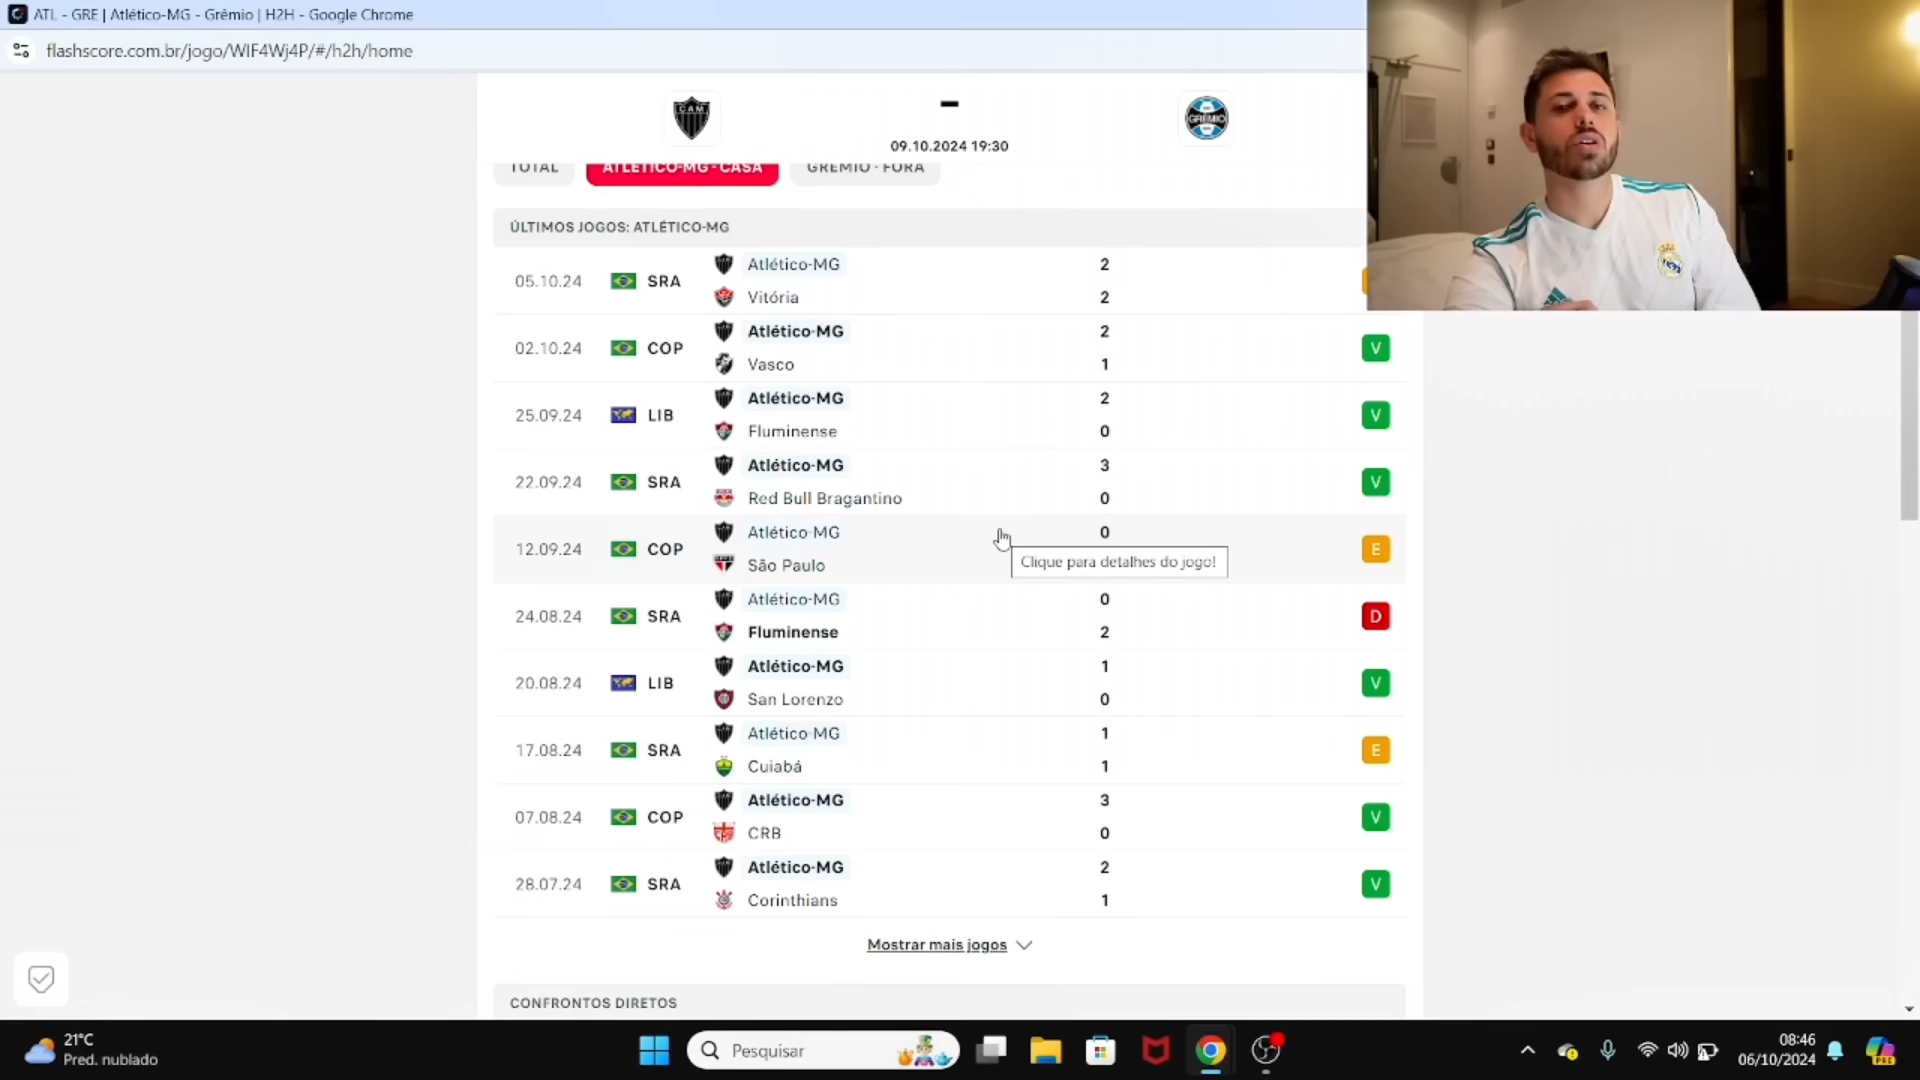 ATL - GRE | Atlético-MG - Grêmio | H2H - Google Chrome
flashscore.com.br/jogo/WIF4Wj4P/#/h2h/home
CAM
-
GRÊMIO
09.10.2024 19:30
TOTAL ATLÉTICO-MG - CASA GRÊMIO - FORA
ÚLTIMOS JOGOS: ATLÉTICO-MG
05.10.24 SRA Atlético-MG 2
Vitória 2
02.10.24 COP Atlético-MG 2 V
Vasco 1
25.09.24 LIB Atlético-MG 2 V
Fluminense 0
22.09.24 SRA Atlético-MG 3 V
Red Bull Bragantino 0
12.09.24 COP Atlético-MG 0 E
São Paulo
Clique para detalhes do jogo!
24.08.24 SRA Atlético-MG 0 D
Fluminense 2
20.08.24 LIB Atlético-MG 1 V
San Lorenzo 0
17.08.24 SRA Atlético-MG 1 E
Cuiabá 1
07.08.24 COP Atlético-MG 3 V
CRB 0
28.07.24 SRA Atlético-MG 2 V
Corinthians 1
Mostrar mais jogos
CONFRONTOS DIRETOS
21°C
Pred. nublado
Pesquisar
08:46
06/10/2024
PRE